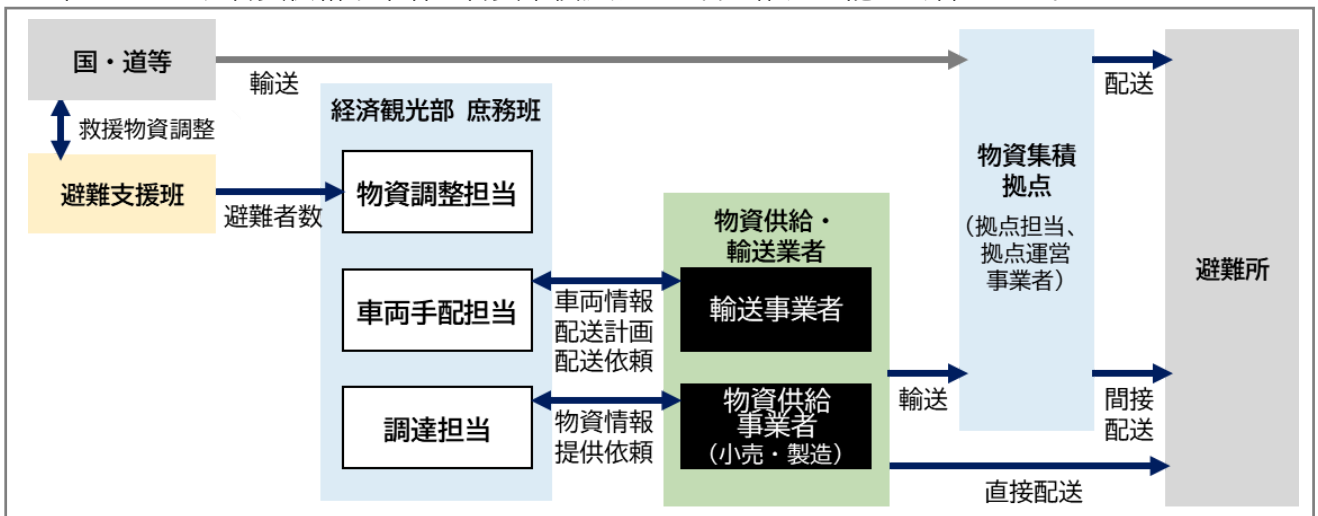 国・道等
輸送
救援物資調整
避難支援班
避難者数
経済観光部 庶務班
物資調整担当
車両手配担当
調達担当
車両情報
配送計画
配送依頼
物資情報
提供依頼
物資供給・
輸送業者
輸送事業者
物資供給
事業者
（小売・製造）
輸送
物資集積
拠点
（拠点担当、
拠点運営
事業者）
配送
間接
配送
直接配送
避難所